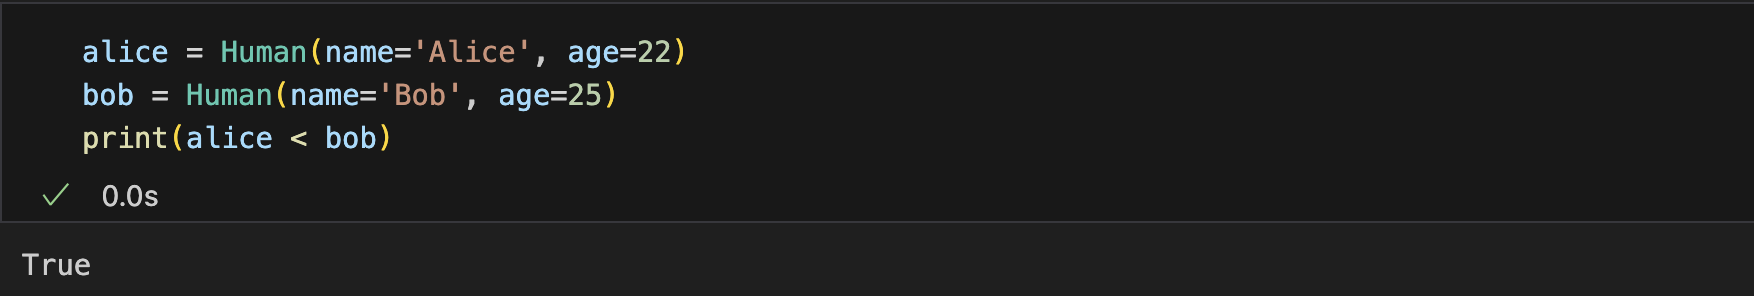 alice = Human(name='Alice', age=22)
bob = Human(name='Bob', age=25)
print(alice < bob)
0.0s
True